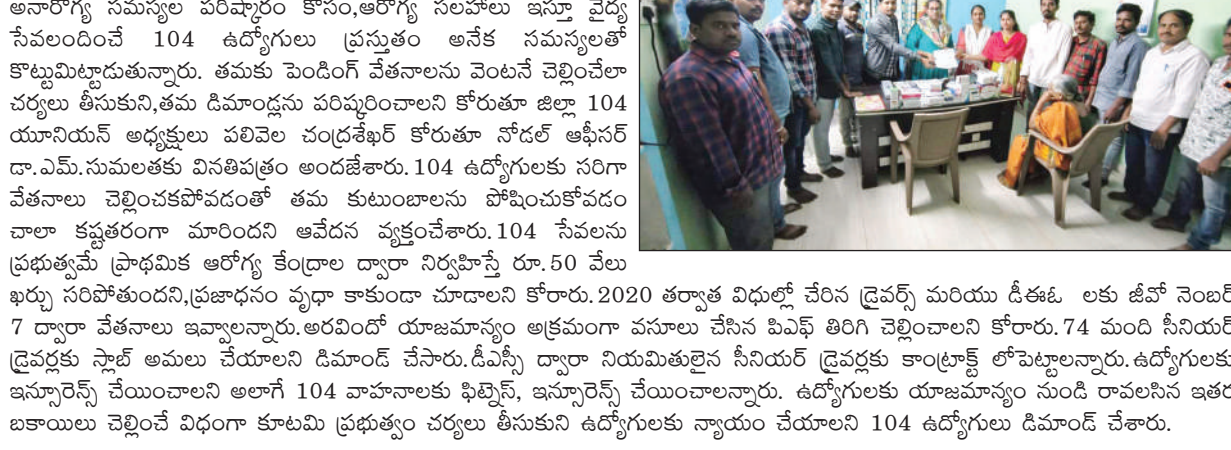 అనారోగ్య సమస్యల పరిష్కారం కోసం,ఆరోగ్య సలహాలు ఇస్తూ వైద్య
సేవలందించే 104 ఉద్యోగులు ప్రస్తుతం అనేక సమస్యలతో
కొట్టుమిట్టాడుతున్నారు. తమకు పెండింగ్ వేతనాలను వెంటనే చెల్లించేలా
చర్యలు తీసుకుని,తమ డిమాండ్లను పరిష్కరించాలని కోరుతూ జిల్లా 104
యూనియన్ అధ్యక్షులు పలివెల చంద్రశేఖర్ కోరుతూ నోడల్ ఆఫీసర్
డా.ఎమ్.సుమలతకు వినతిపత్రం అందజేశారు.104 ఉద్యోగులకు సరిగా
వేతనాలు చెల్లించకపోవడంతో తమ కుటుంబాలను పోషించుకోవడం
చాలా కష్టతరంగా మారిందని ఆవేదన వ్యక్తంచేశారు.104 సేవలను
ప్రభుత్వమే ప్రాథమిక ఆరోగ్య కేంద్రాల ద్వారా నిర్వహిస్తే రూ.50 వేలు
ఖర్చు సరిపోతుందని,ప్రజాధనం వృధా కాకుండా చూడాలని కోరారు.2020 తర్వాత విధుల్లో చేరిన డ్రైవర్స్ మరియు డీఈఓ లకు జీవో నెంబర్
7 ద్వారా వేతనాలు ఇవ్వాలన్నారు.అరవిందో యాజమాన్యం అక్రమంగా వసూలు చేసిన పిఎఫ్ తిరిగి చెల్లించాలని కోరారు.74 మంది సీనియర్
డ్రైవర్లకు స్లాబ్ అమలు చేయాలని డిమాండ్ చేసారు.డీఎస్సీ ద్వారా నియమితులైన సీనియర్ డ్రైవర్లకు కాంట్రాక్ట్ లోపెట్టాలన్నారు.ఉద్యోగులకు
ఇన్సూరెన్స్ చేయించాలని అలాగే 104 వాహనాలకు ఫిట్నెస్, ఇన్సూరెన్స్ చేయించాలన్నారు. ఉద్యోగులకు యాజమాన్యం నుండి రావలసిన ఇతర
బకాయిలు చెల్లించే విధంగా కూటమి ప్రభుత్వం చర్యలు తీసుకుని ఉద్యోగులకు న్యాయం చేయాలని 104 ఉద్యోగులు డిమాండ్ చేశారు.